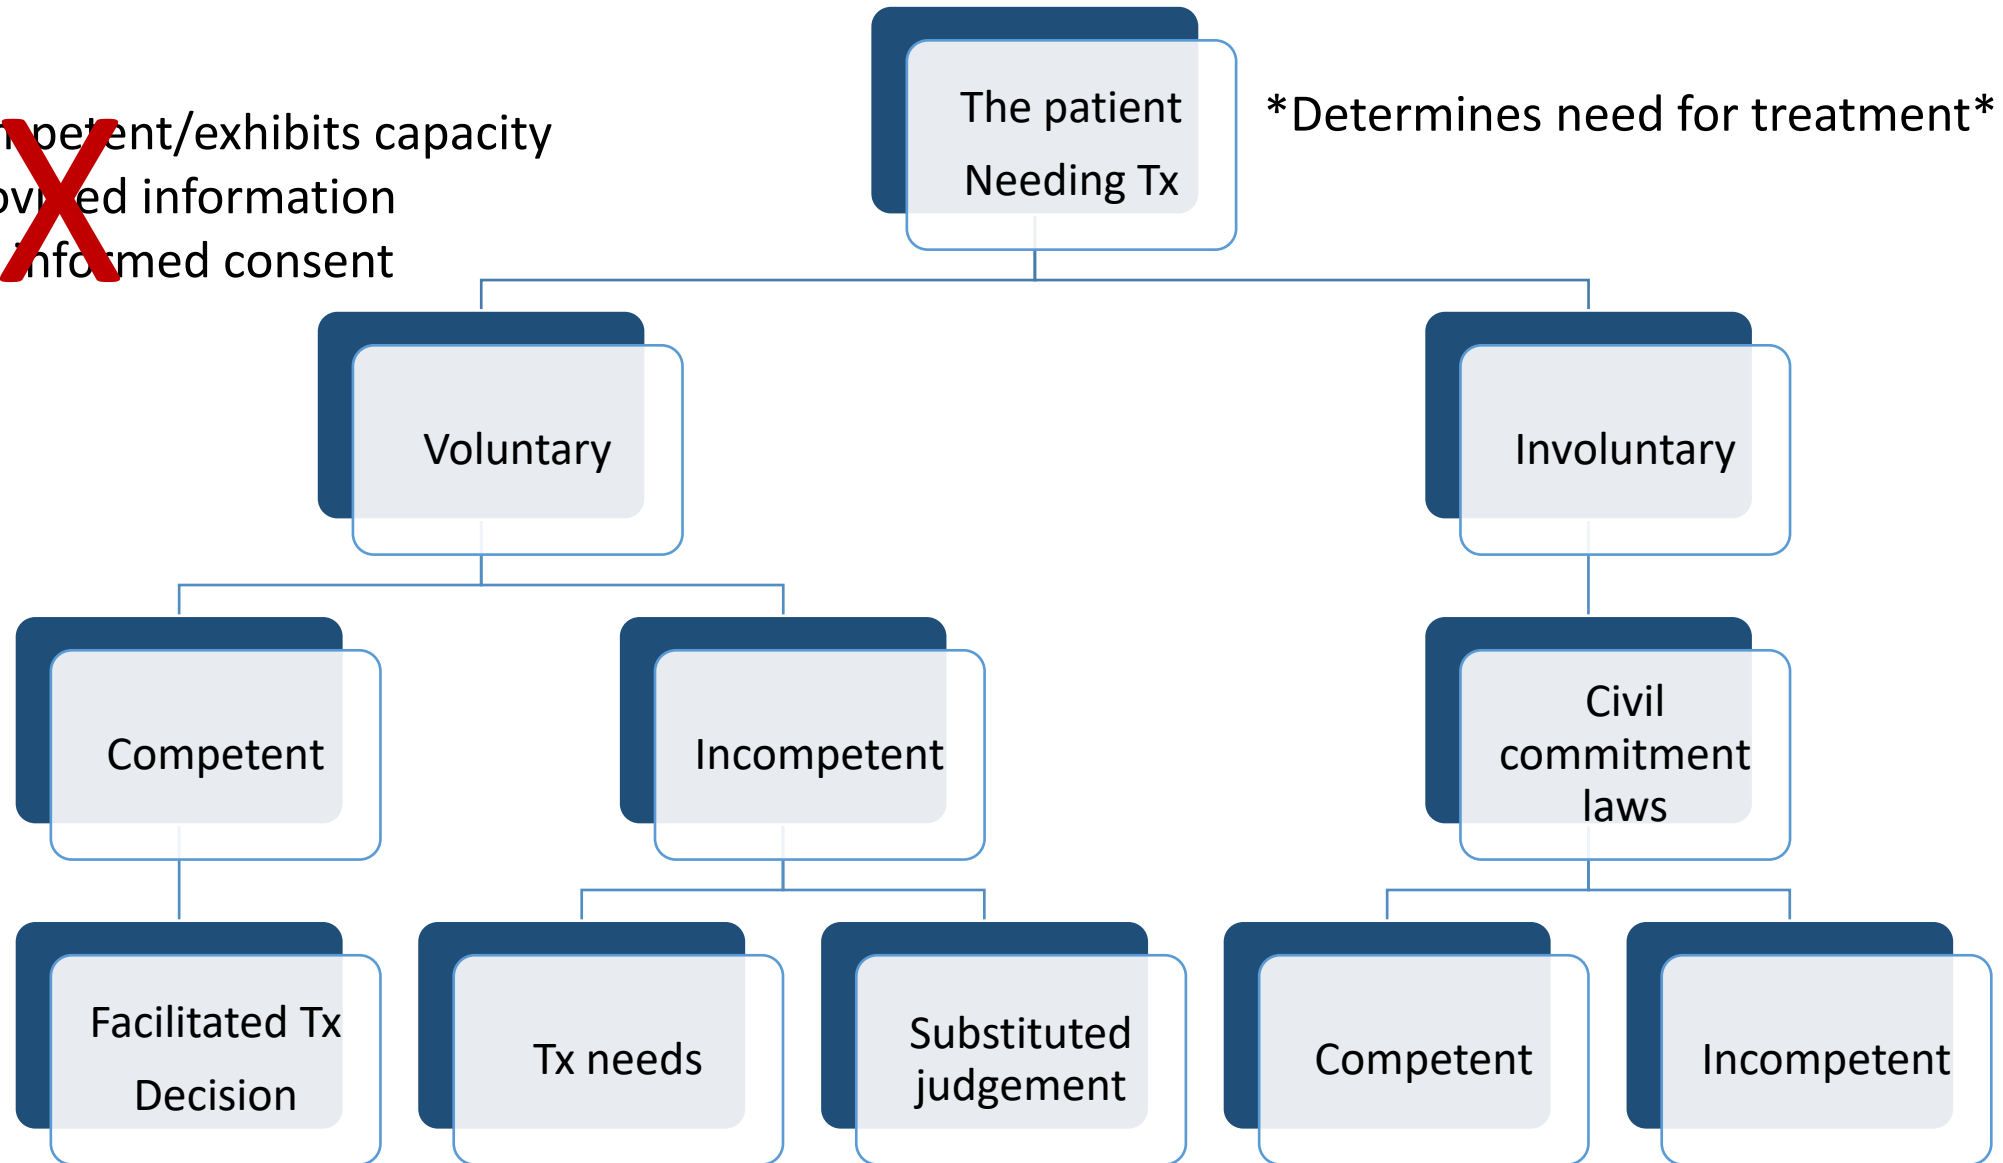 The patient
Needing Tx
*Determines need for treatment*
petent/exhibits capacity
ed information
informed consent
Voluntary
Involuntary
Competent
Incompetent
Civil
commitment
laws
Facilitated Tx
Decision
Tx needs
Substituted
judgement
Competent
Incompetent